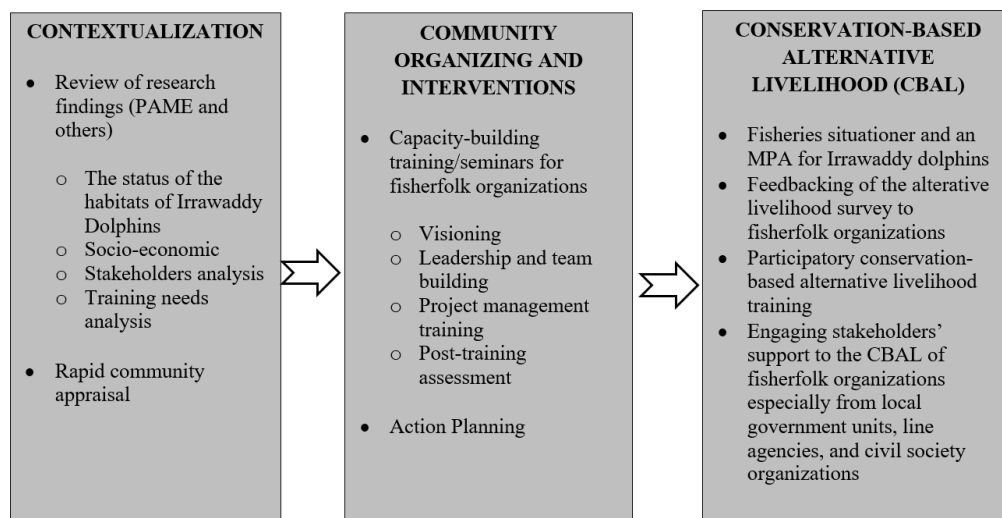 CONTEXTUALIZATION
• Review of research
findings (PAME and
others)
o The status of the
habitats of Irrawaddy
Dolphins
o Socio-economic
o Stakeholders analysis
o Training needs
analysis
• Rapid community
appraisal
COMMUNITY
ORGANIZING AND
INTERVENTIONS
• Capacity-building
training/seminars for
fisherfolk organizations
o Visioning
o Leadership and team
building
o Project management
training
o Post-training
assessment
• Action Planning
CONSERVATION-BASED
ALTERNATIVE
LIVELIHOOD (CBAL)
• Fisheries situationer and an
MPA for Irrawaddy dolphins
• Feedbacking of the alterative
livelihood survey to
fisherfolk organizations
• Participatory conservation-
based alternative livelihood
training
• Engaging stakeholders’
support to the CBAL of
fisherfolk organizations
especially from local
government units, line
agencies, and civil society
organizations